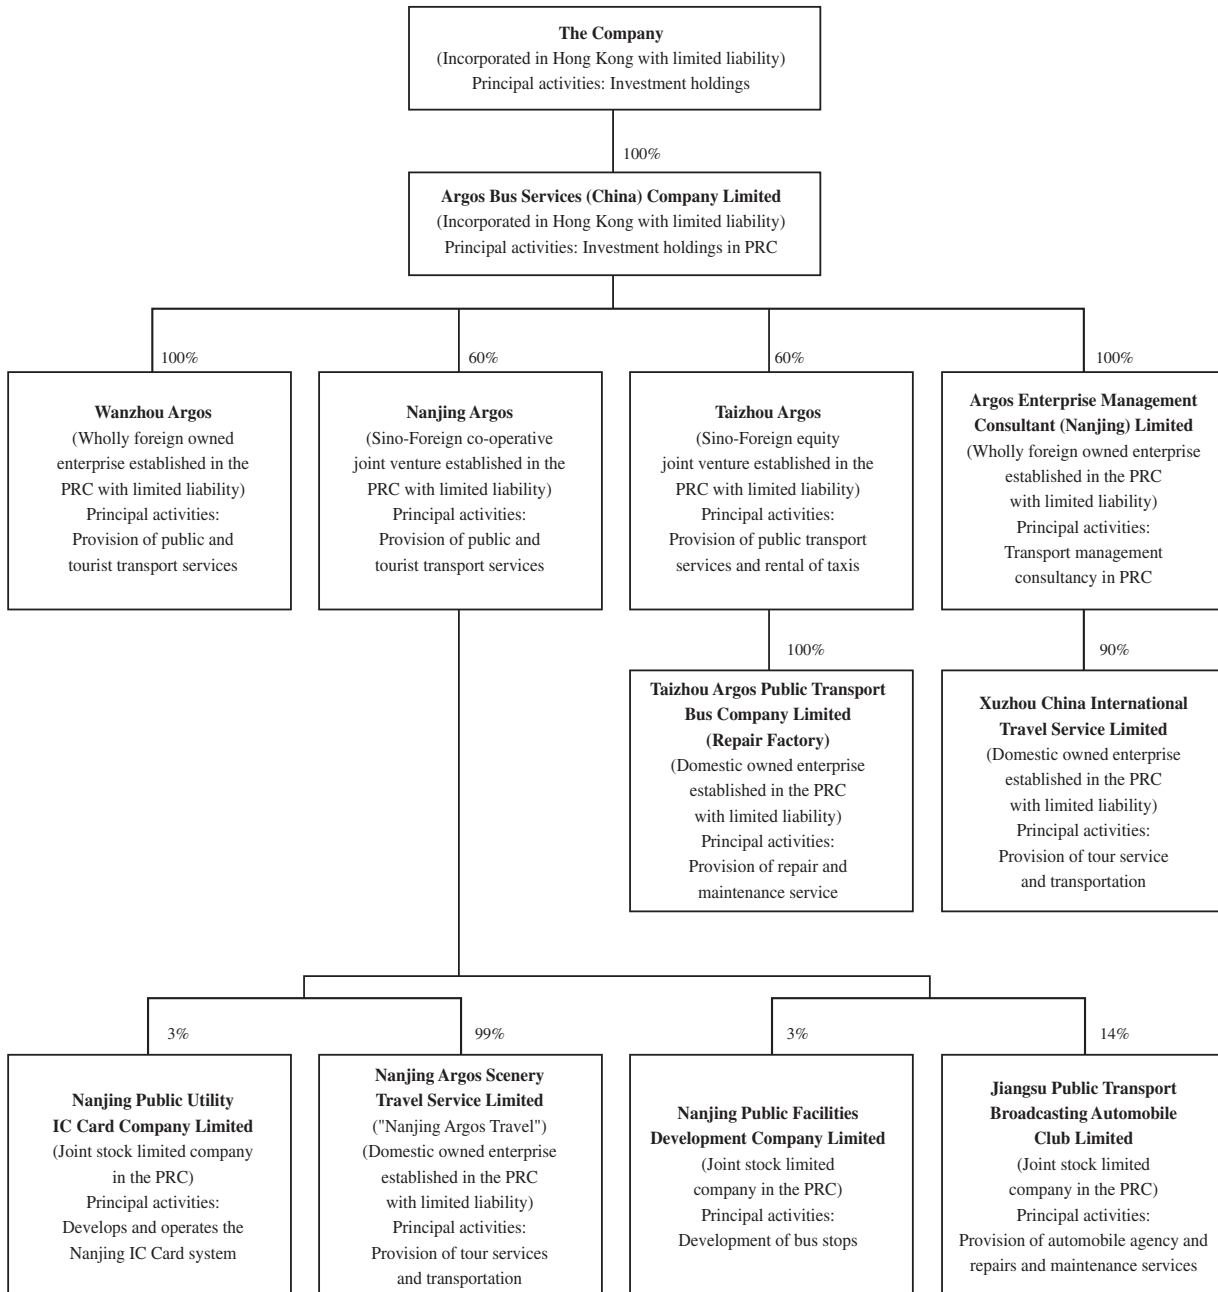 The Company
(Incorporated in Hong Kong with limited liability)
Principal activities: Investment holdings
100%
Argos Bus Services (China) Company Limited
(Incorporated in Hong Kong with limited liability)
Principal activities: Investment holdings in PRC
100%
Wanzhou Argos
(Wholly foreign owned
enterprise established in the
PRC with limited liability)
Principal activities:
Provision of public and
tourist transport services
60%
Nanjing Argos
(Sino-Foreign co-operative
joint venture established in the
PRC with limited liability)
Principal activities:
Provision of public and
tourist transport services
60%
Taizhou Argos
(Sino-Foreign equity
joint venture established in the
PRC with limited liability)
Principal activities:
Provision of public transport
services and rental of taxis
100%
Argos Enterprise Management
Consultant (Nanjing) Limited
(Wholly foreign owned enterprise
established in the PRC
with limited liability)
Principal activities:
Transport management
consultancy in PRC
100%
Taizhou Argos Public Transport
Bus Company Limited
(Repair Factory)
(Domestic owned enterprise
established in the PRC
with limited liability)
Principal activities:
Provision of repair and
maintenance service
90%
Xuzhou China International
Travel Service Limited
(Domestic owned enterprise
established in the PRC
with limited liability)
Principal activities:
Provision of tour service
and transportation
3%
Nanjing Public Utility
IC Card Company Limited
(Joint stock limited company
in the PRC)
Principal activities:
Develops and operates the
Nanjing IC Card system
99%
Nanjing Argos Scenery
Travel Service Limited
("Nanjing Argos Travel")
(Domestic owned enterprise
established in the PRC
with limited liability)
Principal activities:
Provision of tour services
and transportation
3%
Nanjing Public Facilities
Development Company Limited
(Joint stock limited
company in the PRC)
Principal activities:
Development of bus stops
14%
Jiangsu Public Transport
Broadcasting Automobile
Club Limited
(Joint stock limited
company in the PRC)
Principal activities:
Provision of automobile agency and
repairs and maintenance services